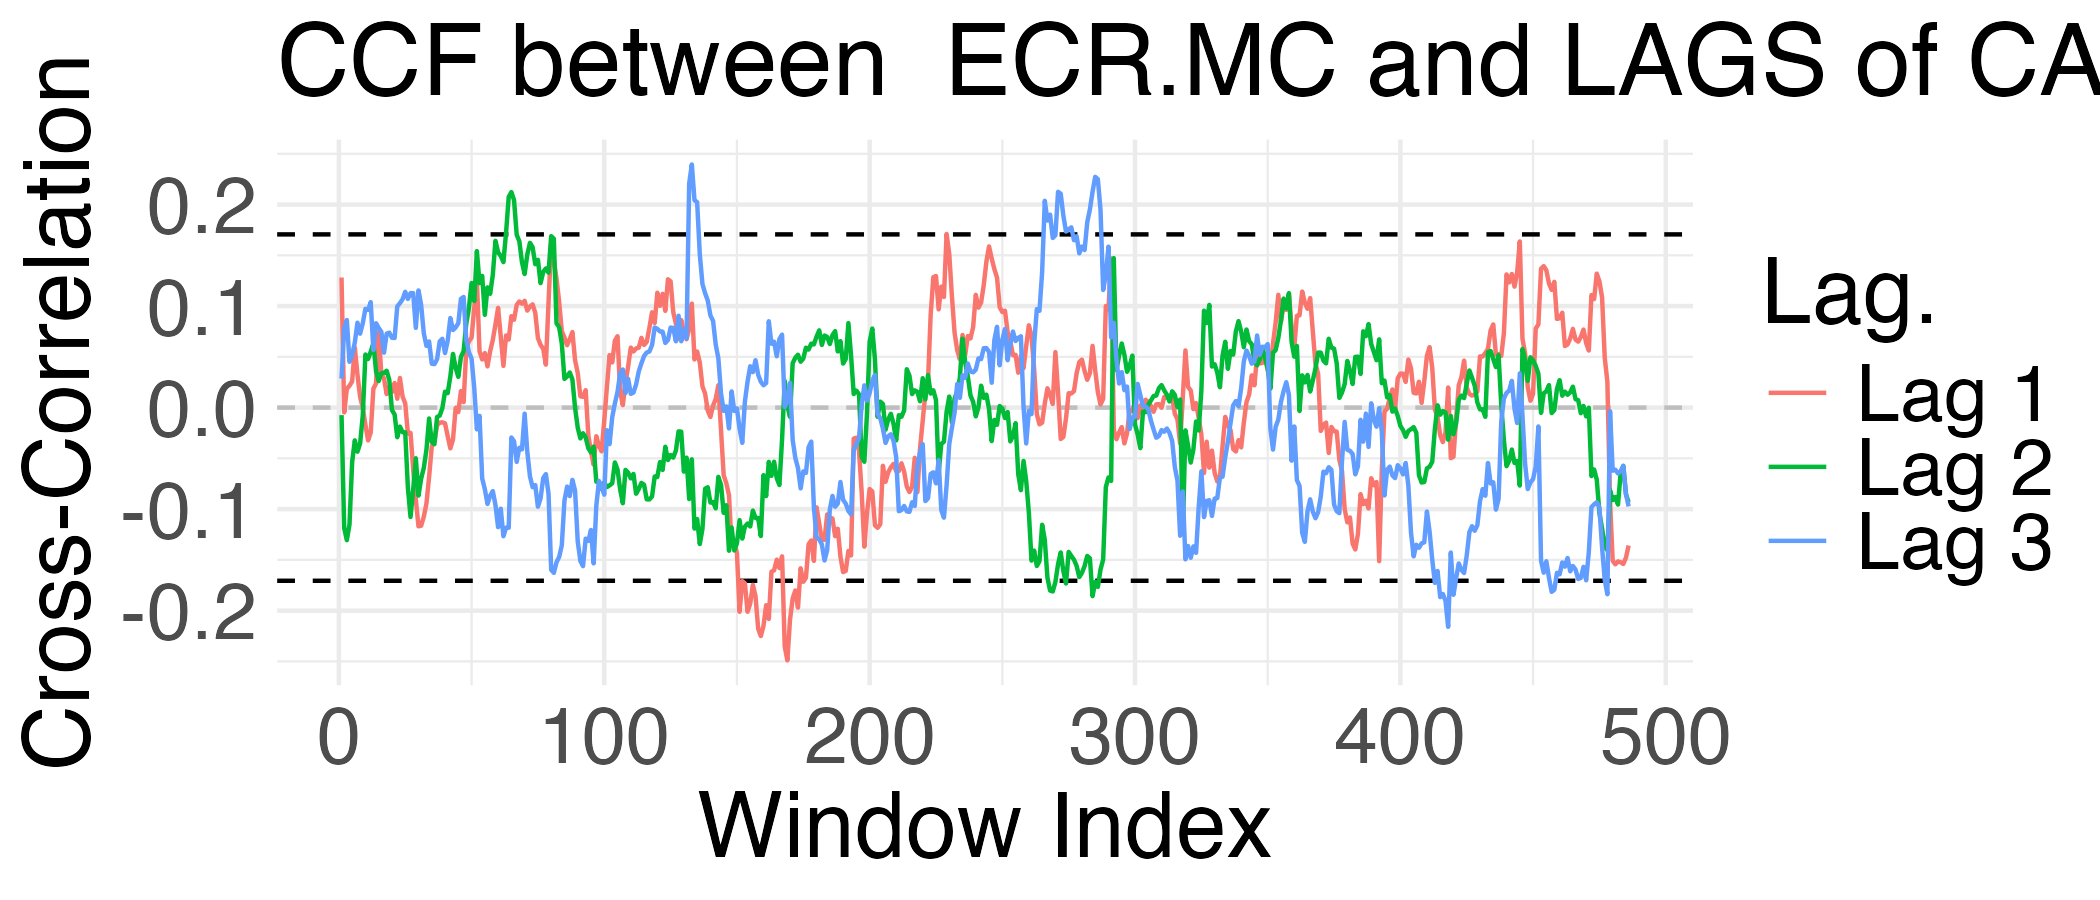 CCF between ECR.MC and LAGS of CA
Cross-Correlation
0.2
0.1
0.0
-0.1
-0.2
0 100 200 300 400 500
Window Index
Lag.
Lag 1
Lag 2
Lag 3